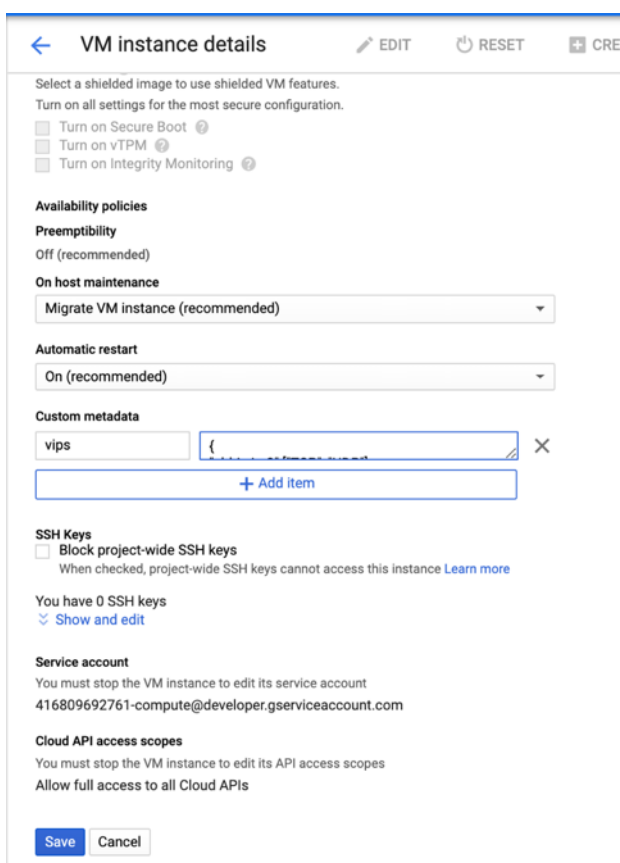 VM instance details
EDIT
RESET
CRE
Select a shielded image to use shielded VM features.
Turn on all settings for the most secure configuration.
Turn on Secure Boot
Turn on vTPM
Turn on Integrity Monitoring
Availability policies
Preemptibility
Off (recommended)
On host maintenance
Migrate VM instance (recommended)
Automatic restart
On (recommended)
Custom metadata
vips
{
+ Add item
SSH Keys
Block project-wide SSH keys
When checked, project-wide SSH keys cannot access this instance Learn more
You have 0 SSH keys
Show and edit
Service account
You must stop the VM instance to edit its service account
416809692761-compute@developer.gserviceaccount.com
Cloud API access scopes
You must stop the VM instance to edit its API access scopes
Allow full access to all Cloud APIs
Save
Cancel